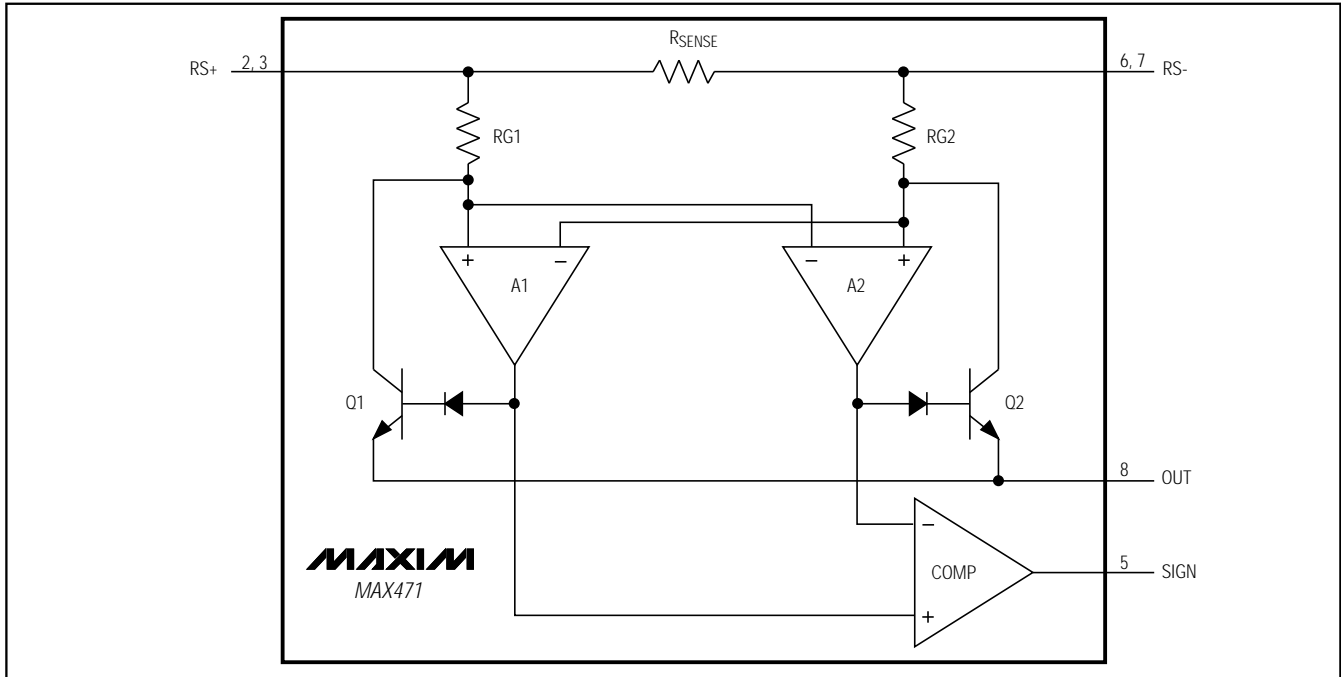 RSENSE
RS+ 2, 3
6, 7 RS-
RG1
RG2
+ −
− +
A1
A2
Q1
Q2
8 OUT
−
COMP
5 SIGN
+
MAXIM
MAX471